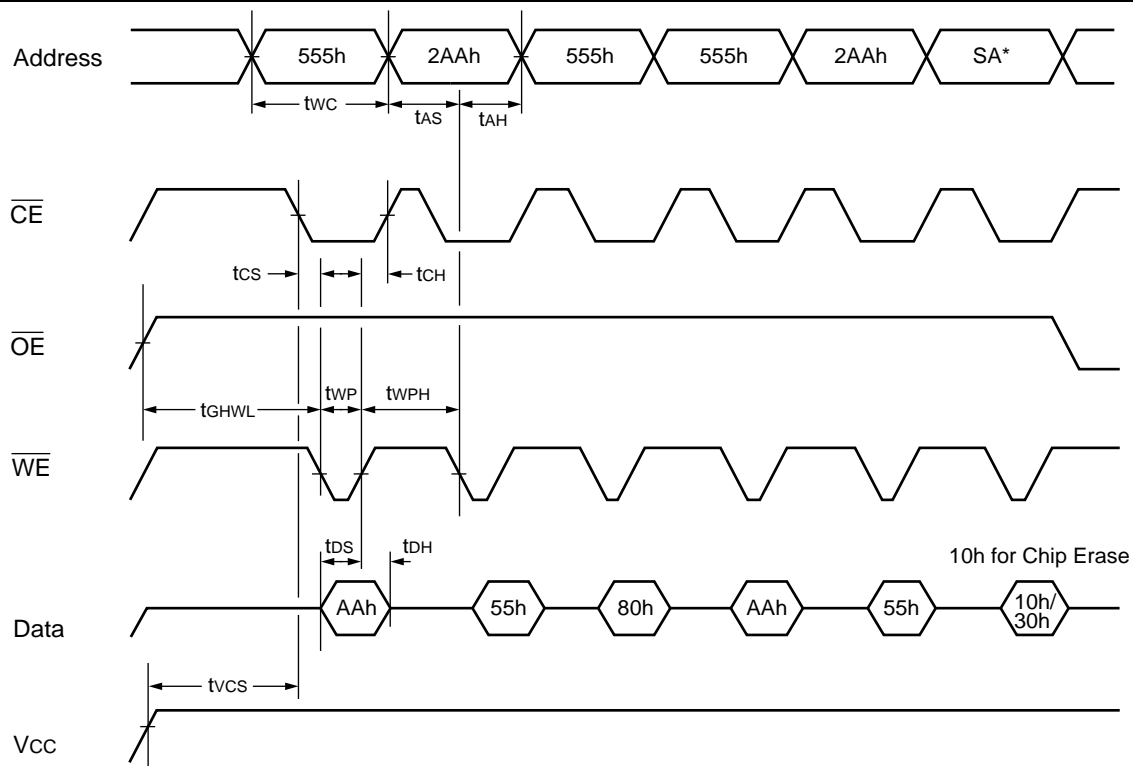 Address 555h 2AAh 555h 555h 2AAh SA*
tWC tAS tAH
CE
tCS tCH
OE
tGHWL tWP tWPH
WE
tDS tDH
10h for Chip Erase
Data AAh 55h 80h AAh 55h 10h/
30h
tVCS
VCC